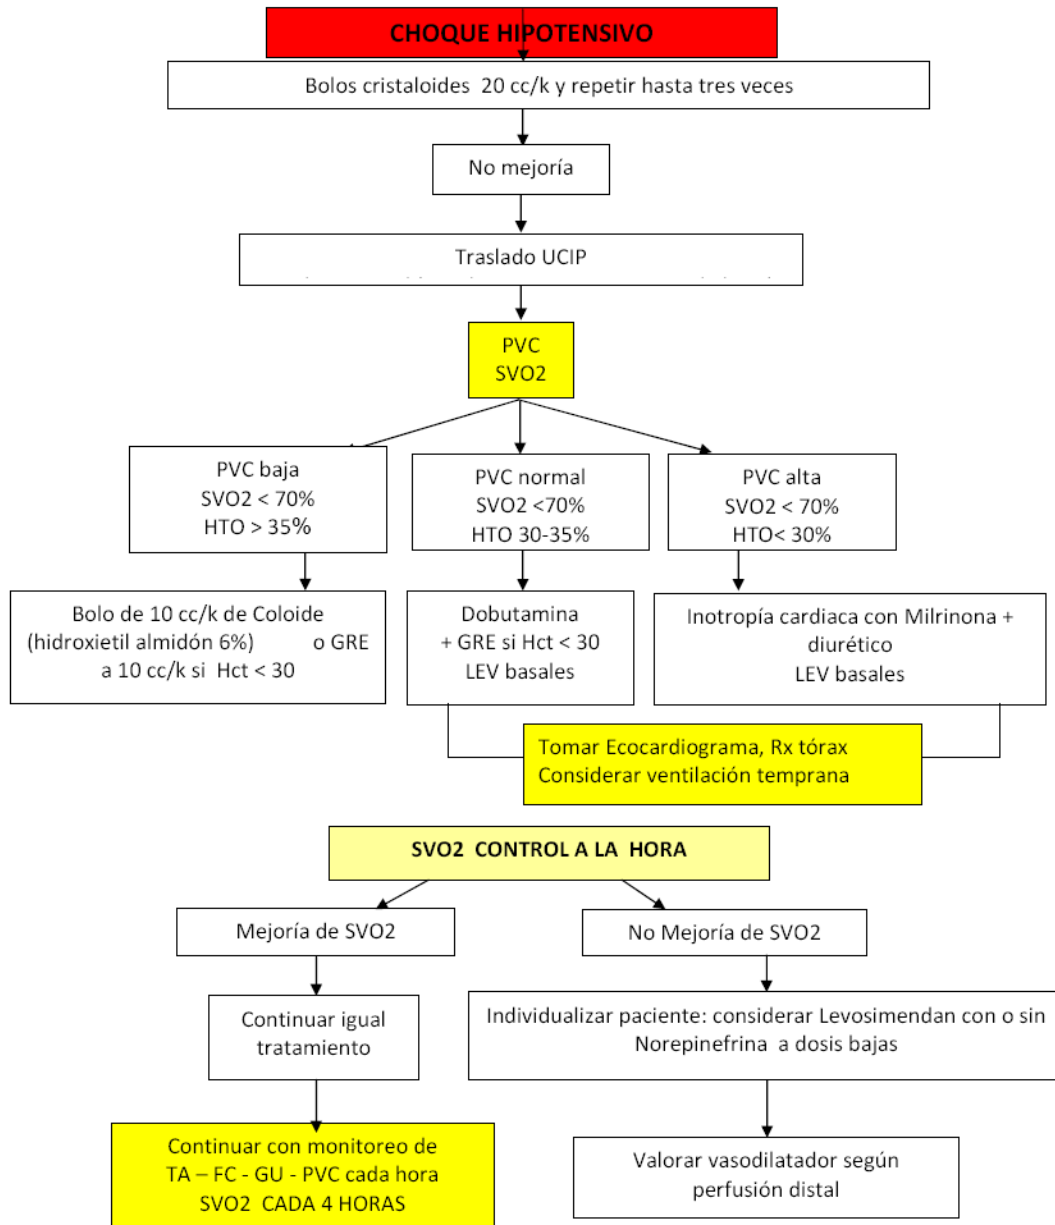 CHOQUE HIPOTENSIVO
Bolos cristaloides 20 cc/k y repetir hasta tres veces
No mejoría
Traslado UCIP
PVC
SVO2
PVC baja
SVO2 < 70%
HTO > 35%
PVC normal
SVO2 <70%
HTO 30-35%
PVC alta
SVO2 < 70%
HTO< 30%
Bolo de 10 cc/k de Coloide
(hidroxietil almidón 6%) o GRE
a 10 cc/k si Hct < 30
Dobutamina
+ GRE si Hct < 30
LEV basales
Inotropía cardiaca con Milrinona +
diurético
LEV basales
Tomar Ecocardiograma, Rx tórax
Considerar ventilación temprana
SVO2 CONTROL A LA HORA
Mejoría de SVO2
No Mejoría de SVO2
Continuar igual
tratamiento
Individualizar paciente: considerar Levosimendan con o sin
Norepinefrina a dosis bajas
Continuar con monitoreo de
TA – FC - GU - PVC cada hora
SVO2 CADA 4 HORAS
Valorar vasodilatador según
perfusión distal